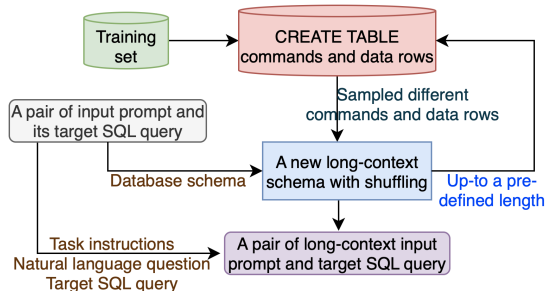 Training
set
CREATE TABLE
commands and data rows
Sampled different
commands and data rows
A pair of input prompt and
its target SQL query
Database schema
A new long-context
schema with shuffling
Up-to a pre-
defined length
Task instructions
Natural language question
Target SQL query
A pair of long-context input
prompt and target SQL query